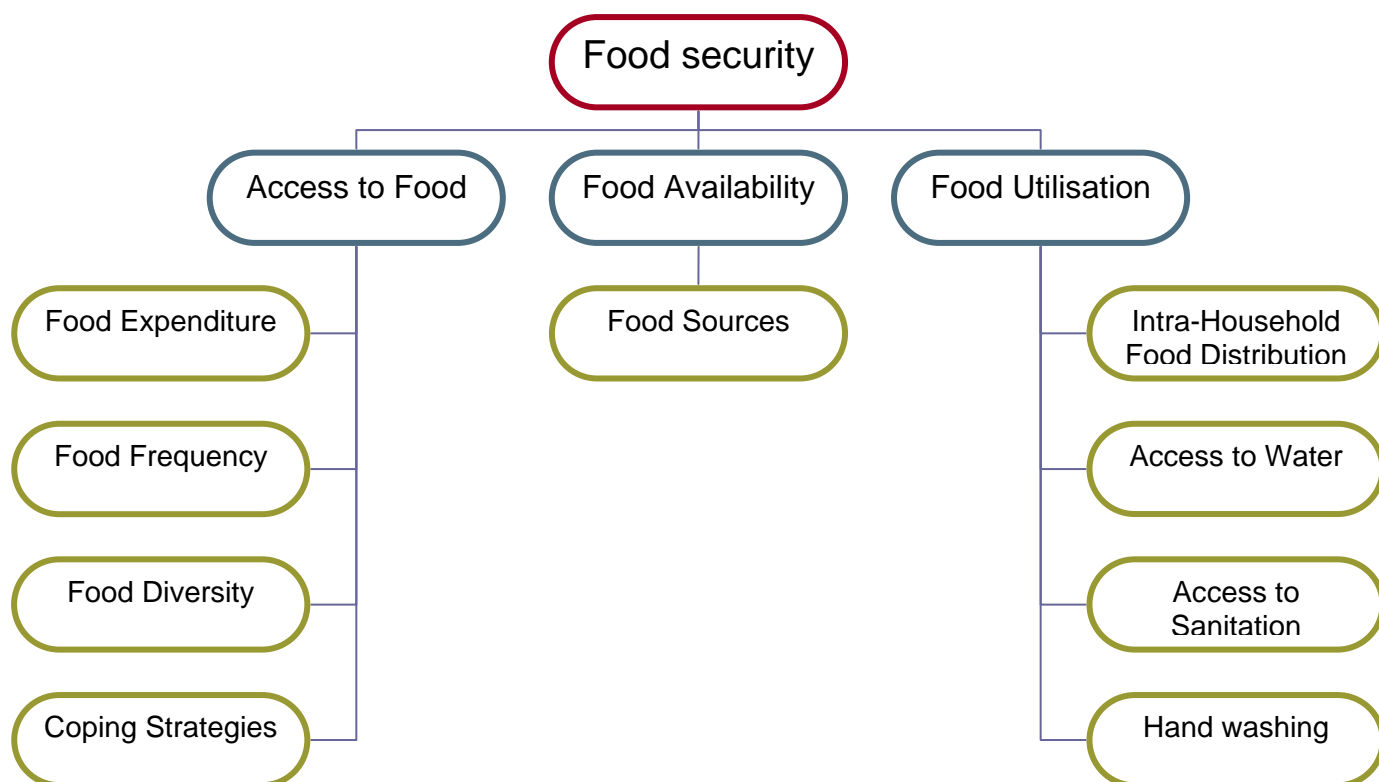 Food security
Access to Food
Food Availability
Food Utilisation
Food Expenditure
Food Sources
Intra-Household
Food Distribution
Food Frequency
Access to Water
Food Diversity
Access to
Sanitation
Coping Strategies
Hand washing